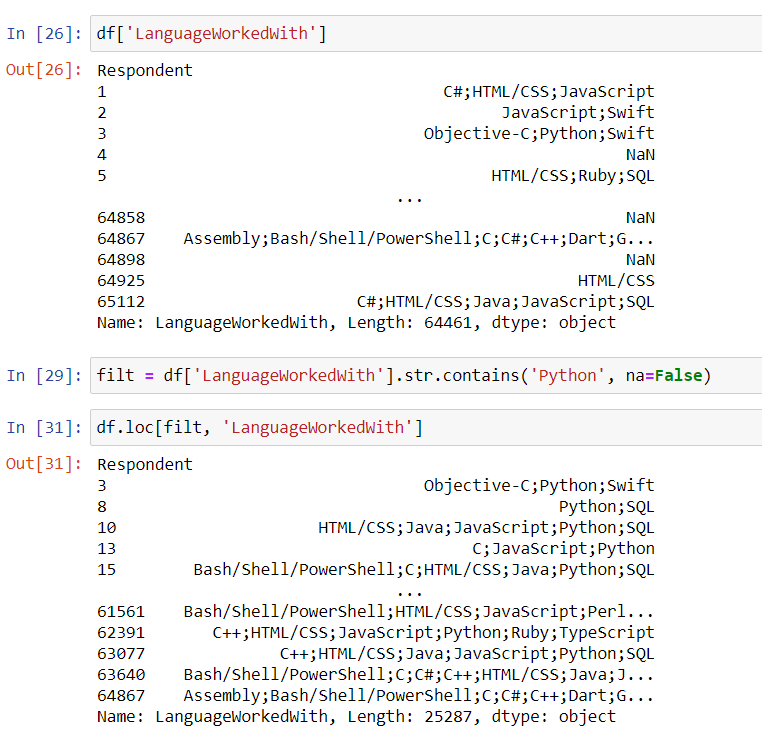 In [26]: df['LanguageWorkedWith']
Out[26]: Respondent
1 C#;HTML/CSS;JavaScript
2 JavaScript;Swift
3 Objective-C;Python;Swift
4 NaN
5 HTML/CSS;Ruby;SQL
...
64858 NaN
64867 Assembly;Bash/Shell/PowerShell;C;C#;C++;Dart;G...
64898 NaN
64925 HTML/CSS
65112 C#;HTML/CSS;Java;JavaScript;SQL
Name: LanguageWorkedWith, Length: 64461, dtype: object
In [29]: filt = df['LanguageWorkedWith'].str.contains('Python', na=False)
In [31]: df.loc[filt, 'LanguageWorkedWith']
Out[31]: Respondent
3 Objective-C;Python;Swift
8 Python;SQL
10 HTML/CSS;Java;JavaScript;Python;SQL
13 C;JavaScript;Python
15 Bash/Shell/PowerShell;C;HTML/CSS;Java;Python;SQL
...
61561 Bash/Shell/PowerShell;HTML/CSS;JavaScript;Perl...
62391 C++;HTML/CSS;JavaScript;Python;Ruby;TypeScript
63077 C++;HTML/CSS;Java;JavaScript;Python;SQL
63640 Bash/Shell/PowerShell;C;C#;C++;HTML/CSS;Java;J...
64867 Assembly;Bash/Shell/PowerShell;C;C#;C++;Dart;G...
Name: LanguageWorkedWith, Length: 25287, dtype: object